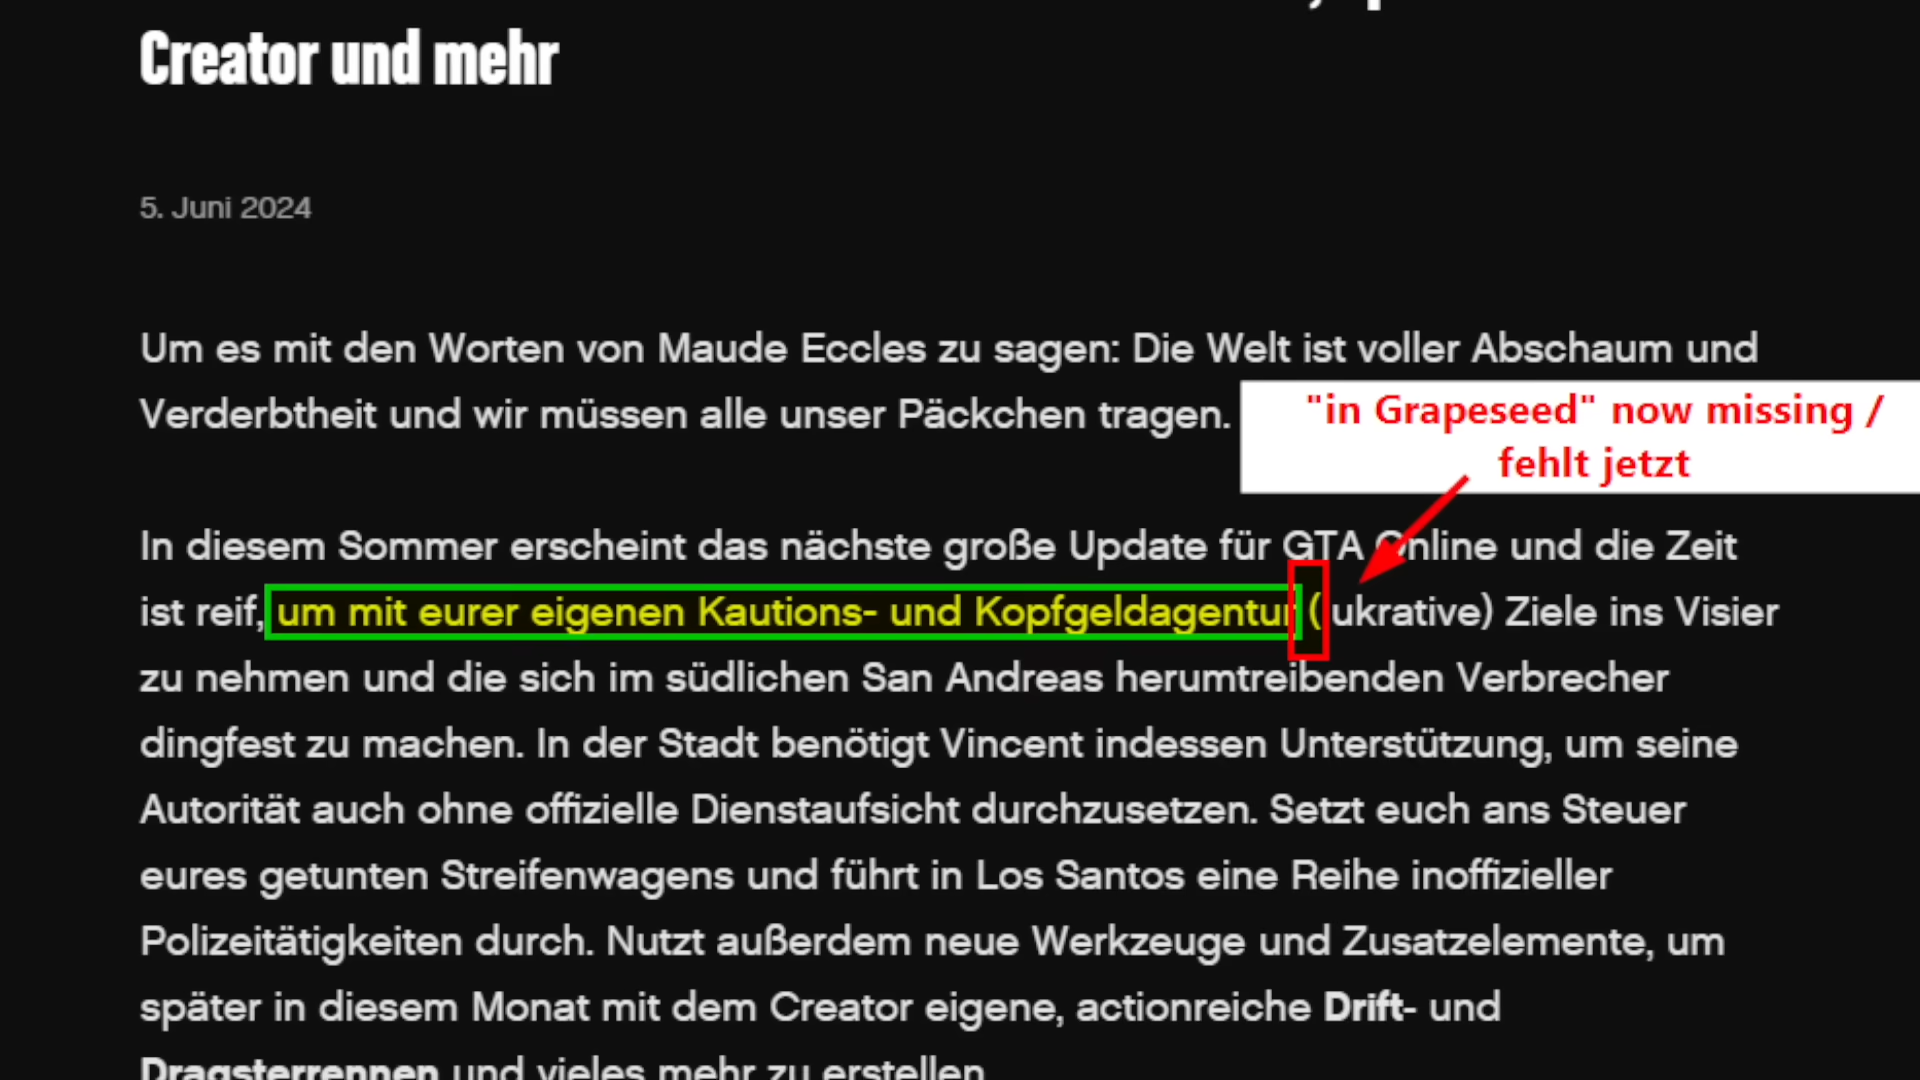 Creator und mehr
5. Juni 2024
Um es mit den Worten von Maude Eccles zu sagen: Die Welt ist voller Abschaum und
Verderbtheit und wir müssen alle unser Päckchen tragen.
"in Grapeseed" now missing /
fehlt jetzt
In diesem Sommer erscheint das nächste große Update für GTA Online und die Zeit
ist reif, um mit eurer eigenen Kautions- und Kopfgeldagentur (lukrative) Ziele ins Visier
zu nehmen und die sich im südlichen San Andreas herumtreibenden Verbrecher
dingfest zu machen. In der Stadt benötigt Vincent indessen Unterstützung, um seine
Autorität auch ohne offizielle Dienstaufsicht durchzusetzen. Setzt euch ans Steuer
eures getunten Streifenwagens und führt in Los Santos eine Reihe inoffizieller
Polizeitätigkeiten durch. Nutzt außerdem neue Werkzeuge und Zusatzelemente, um
später in diesem Monat mit dem Creator eigene, actionreiche Drift- und
Dragsterrennen und vieles mehr zu erstellen.